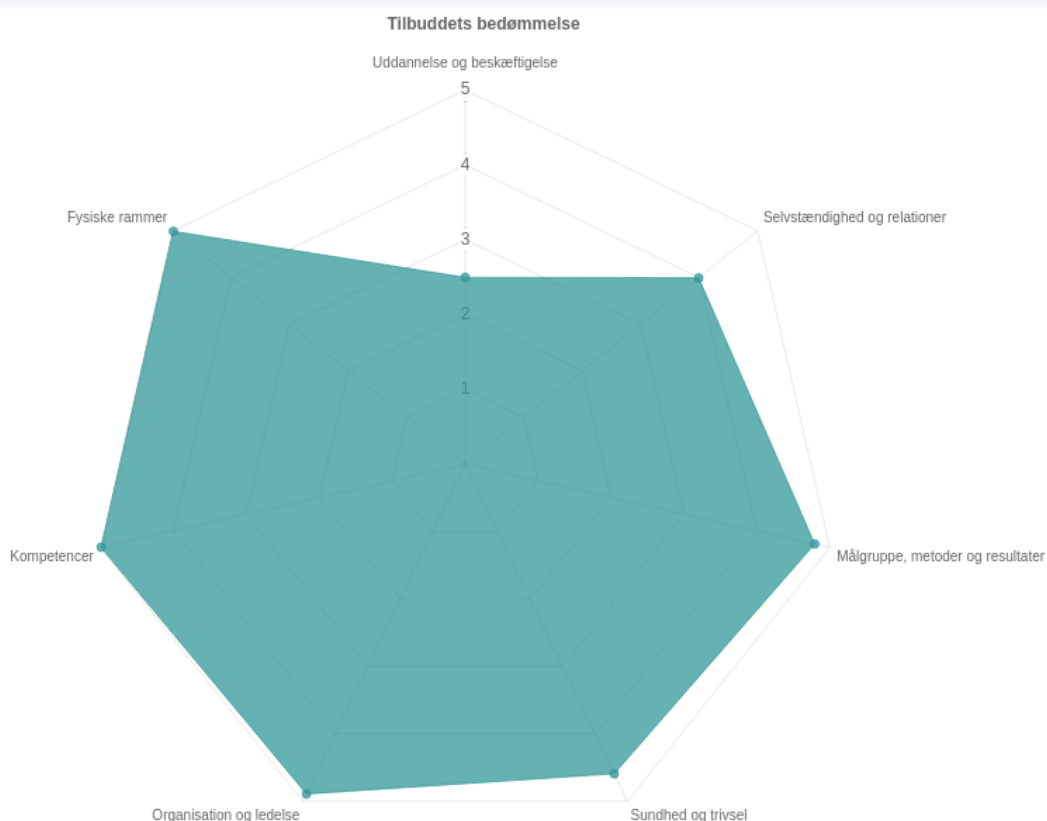 Tilbuddets bedømmelse
Uddannelse og beskæftigelse
5
4
Fysiske rammer
Selvstændighed og relationer
3
2
1
Kompetencer
Målgruppe, metoder og resultater
Organisation og ledelse
Sundhed og trivsel